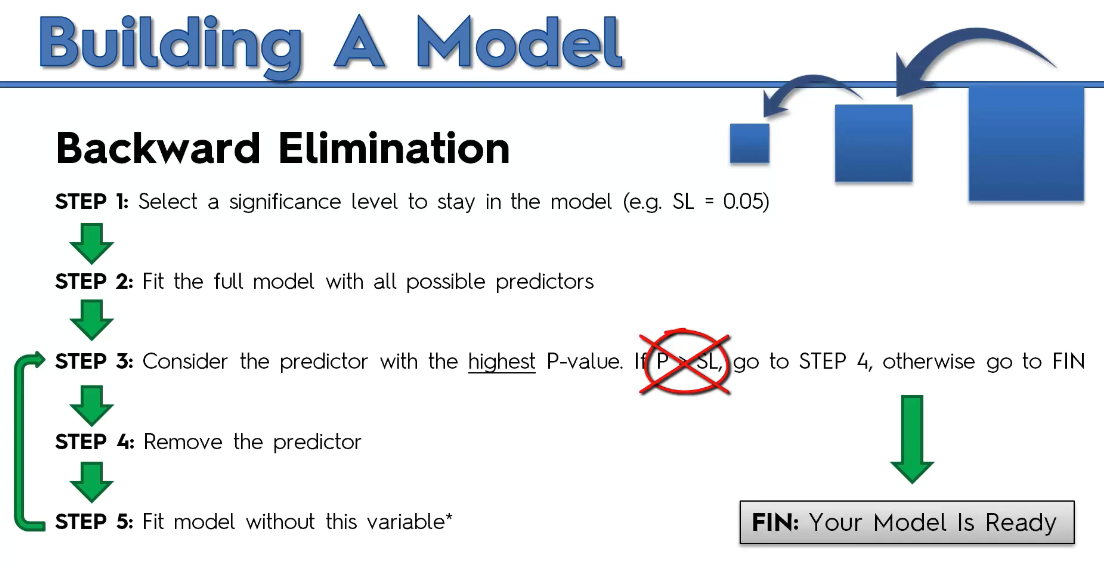 Building A Model
Backward Elimination
STEP 1: Select a significance level to stay in the model (e.g. SL = 0.05)
STEP 2: Fit the full model with all possible predictors
STEP 3: Consider the predictor with the highest P-value. If P > SL, go to STEP 4, otherwise go to FIN
STEP 4: Remove the predictor
STEP 5: Fit model without this variable*
FIN: Your Model Is Ready